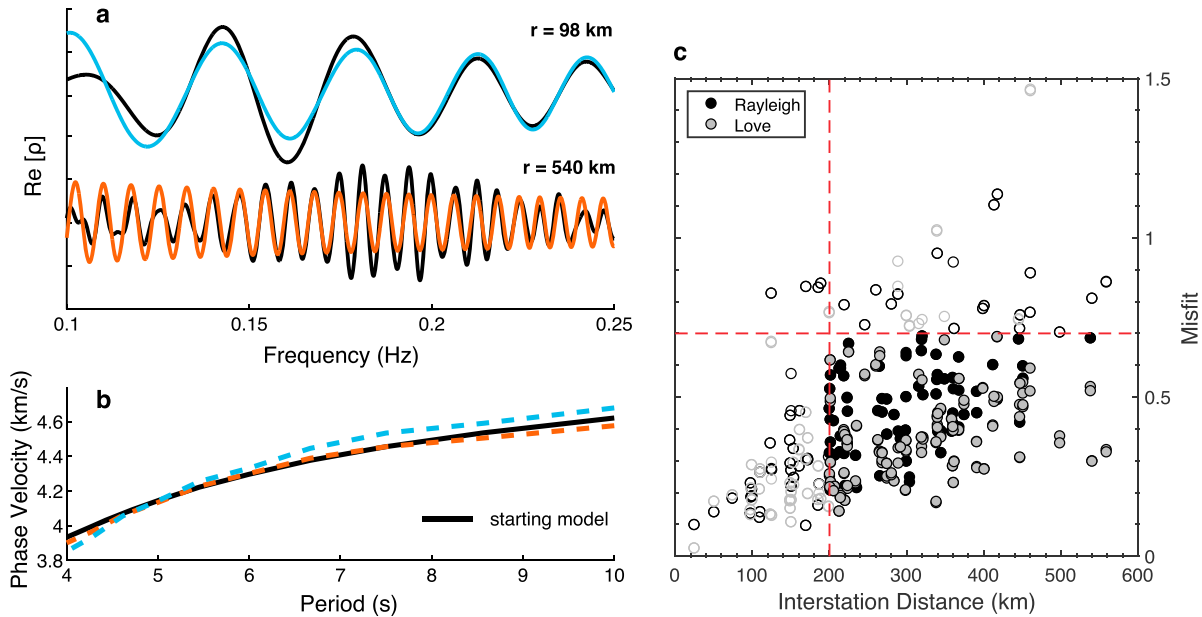 a
r = 98 km
r = 540 km
Re [ρ]
0.1 0.15 0.2 0.25
Frequency (Hz)
b
4.6
4.4
4.2
4
3.8
Phase Velocity (km/s)
starting model
4 5 6 7 8 9 10
Period (s)
c
Rayleigh
Love
1.5
1
0.5
0
Misfit
0 100 200 300 400 500 600
Interstation Distance (km)